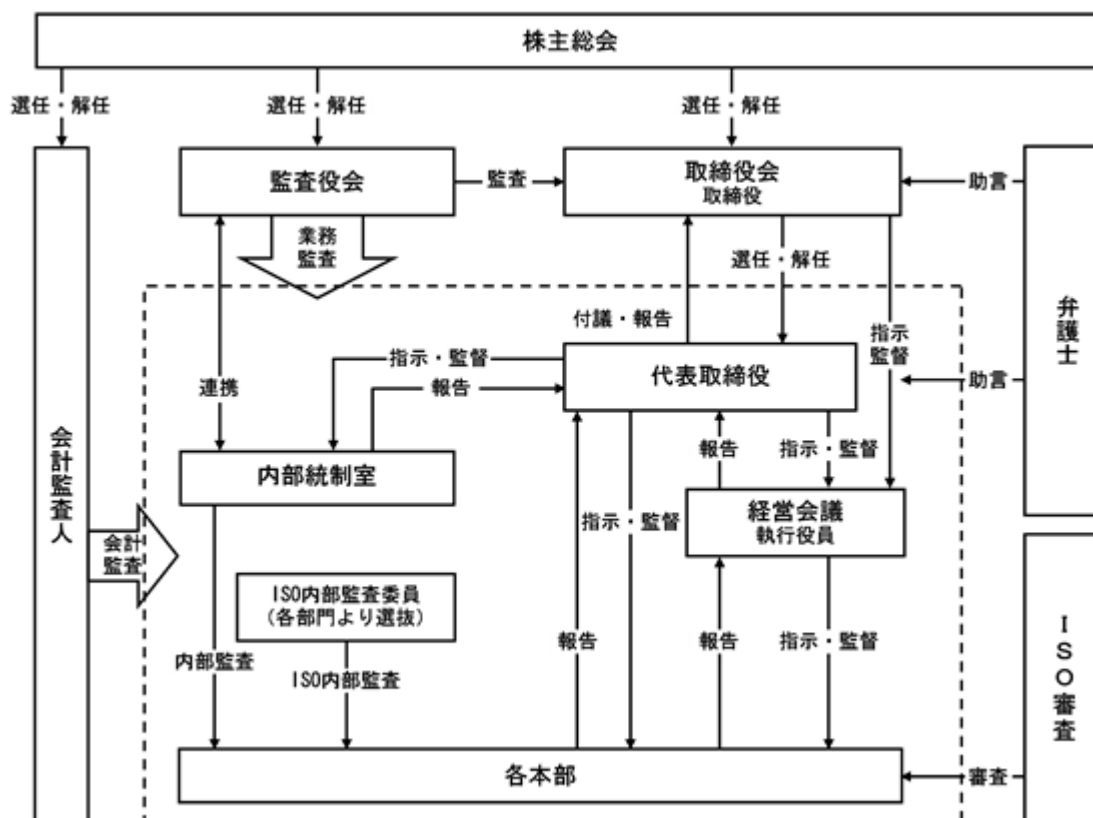 株主総会
選任・解任
選任・解任
選任・解任
監査役会
監査
取締役会
取締役
助言
業務
監査
選任・解任
付議・報告
指示
監督
弁護士
指示・監督
代表取締役
助言
連携
報告
会計監査人
報告
指示・監督
内部統制室
経営会議
執行役員
指示・監督
会計
監査
ISO内部監査委員
(各部門より選抜)
報告
報告
指示・監督
内部監査
ISO内部監査
ISO審査
各本部
審査